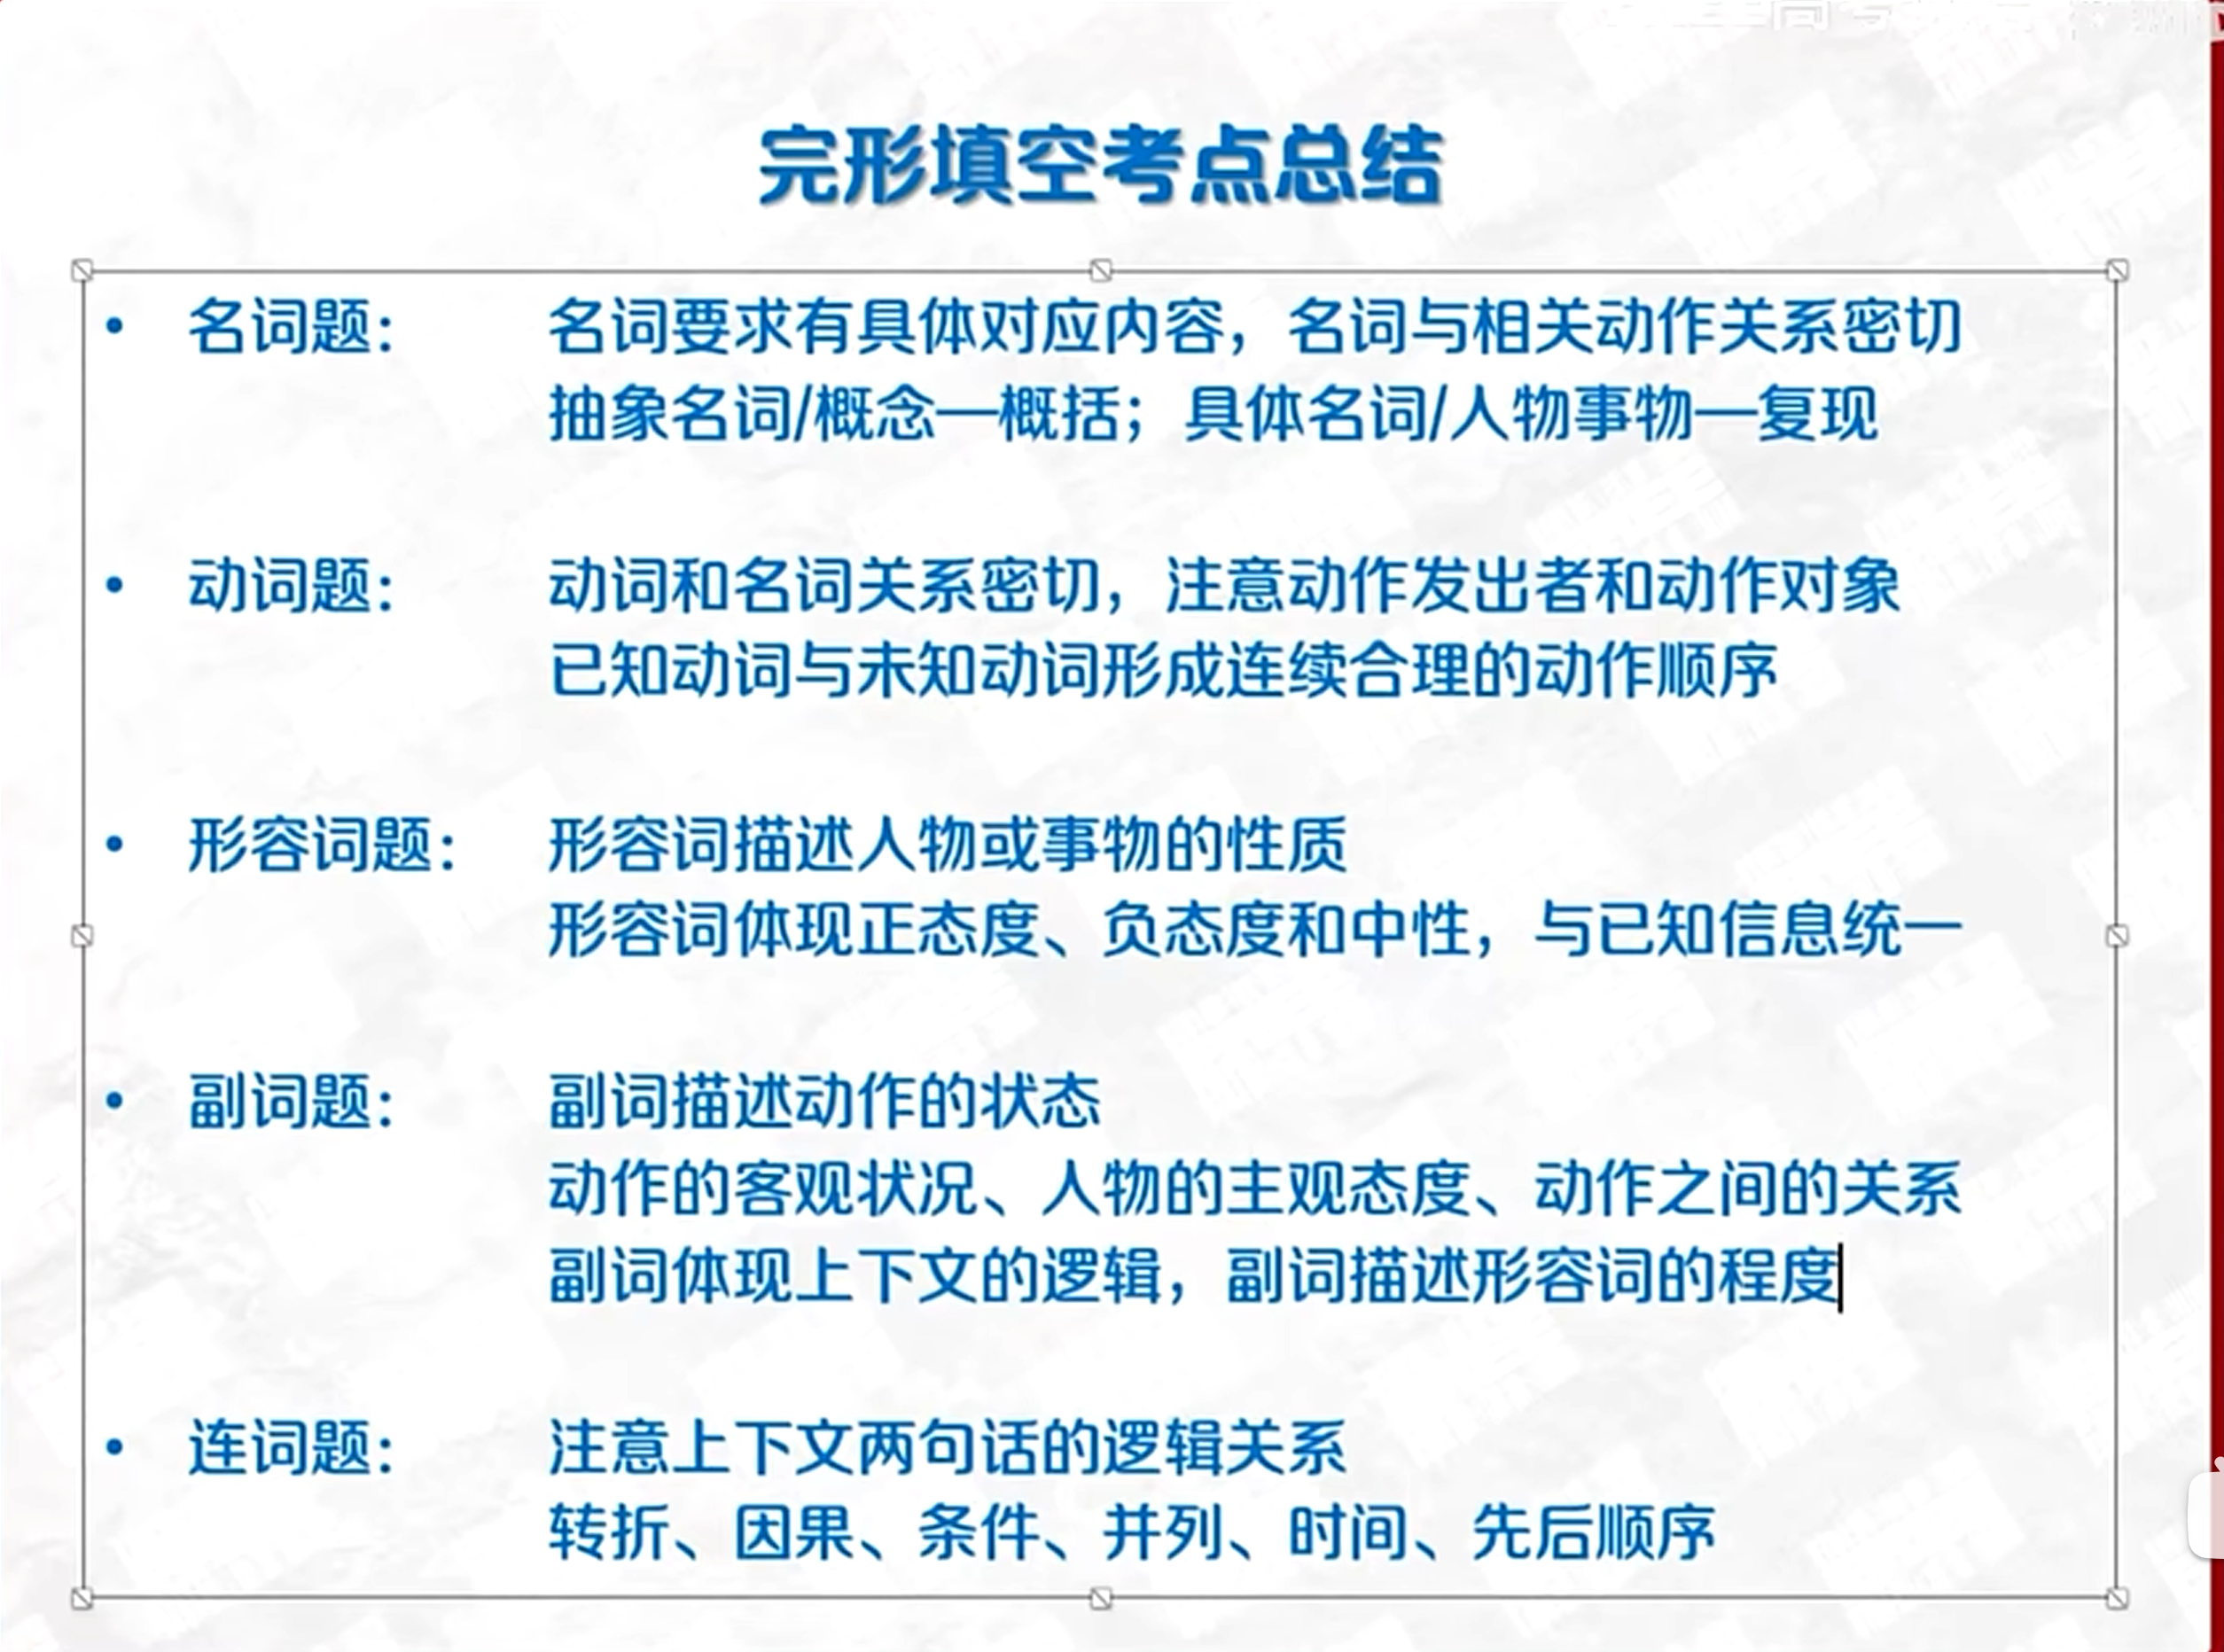 完形填空考点总结
• 名词题： 名词要求有具体对应内容，名词与相关动作关系密切
抽象名词/概念—概括；具体名词/人物事物—复现
• 动词题： 动词和名词关系密切，注意动作发出者和动作对象
已知动词与未知动词形成连续合理的动作顺序
• 形容词题： 形容词描述人物或事物的性质
形容词体现正态度、负态度和中性，与已知信息统一
• 副词题： 副词描述动作的状态
动作的客观状况、人物的主观态度、动作之间的关系
副词体现上下文的逻辑，副词描述形容词的程度
• 连词题： 注意上下文两句话的逻辑关系
转折、因果、条件、并列、时间、先后顺序